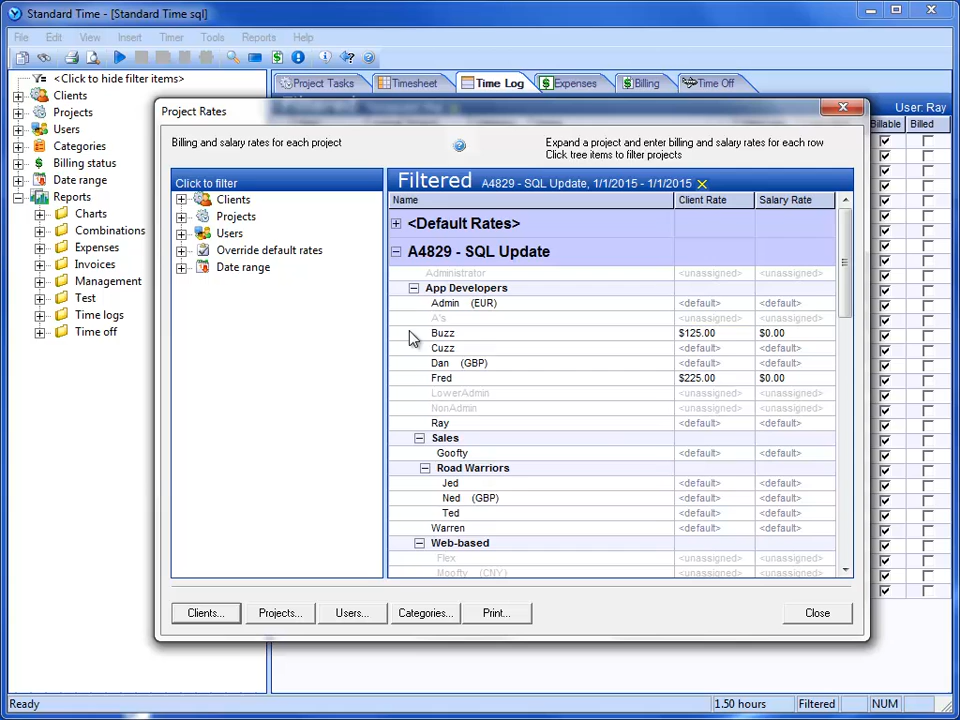 Standard Time - [Standard Time sql]
File Edit View Insert Timer Tools Reports Help
<Click to hide filter items>
Clients
Projects
Users
Categories
Billing status
Date range
Reports
Charts
Combinations
Expenses
Invoices
Management
Test
Time logs
Time off
Project Tasks Timesheet Time Log Expenses Billing Time Off
User: Ray
Billable Billed
Project Rates
Billing and salary rates for each project
Expand a project and enter billing and salary rates for each row
Click tree items to filter projects
Click to filter
Clients
Projects
Users
Override default rates
Date range
Filtered A4829 - SQL Update, 1/1/2015 - 1/1/2015
Name Client Rate Salary Rate
<Default Rates>
A4829 - SQL Update
Administrator <unassigned> <unassigned>
App Developers
Admin (EUR) <default> <default>
A's <unassigned> <unassigned>
Buzz $125.00 $0.00
Cuzz <default> <default>
Dan (GBP) <default> <default>
Fred $225.00 $0.00
LowerAdmin <unassigned> <unassigned>
NonAdmin <unassigned> <unassigned>
Ray <default> <default>
Sales
Goofty <default> <default>
Road Warriors
Jed <default> <default>
Ned (GBP) <default> <default>
Ted <default> <default>
Warren <default> <default>
Web-based
Flex <unassigned> <unassigned>
Moofty (CNY) <unassigned> <unassigned>
Clients... Projects... Users... Categories... Print... Close
Ready 1.50 hours Filtered NUM